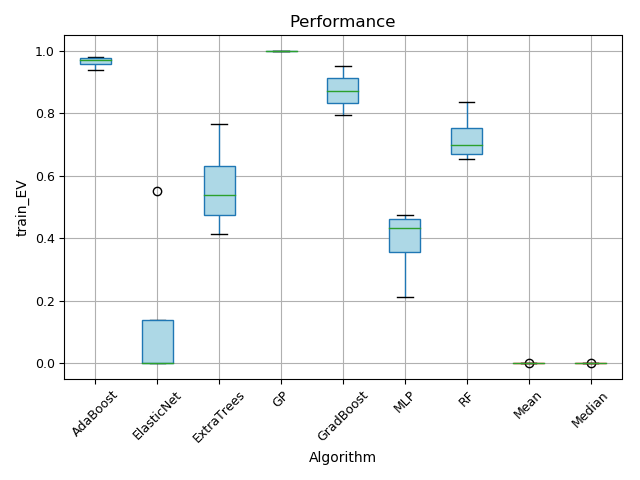 Performance
1.0
0.8
0.6
0.4
0.2
0.0
train_EV
AdaBoost
ElasticNet
ExtraTrees
GP
GradBoost
MLP
RF
Mean
Median
Algorithm